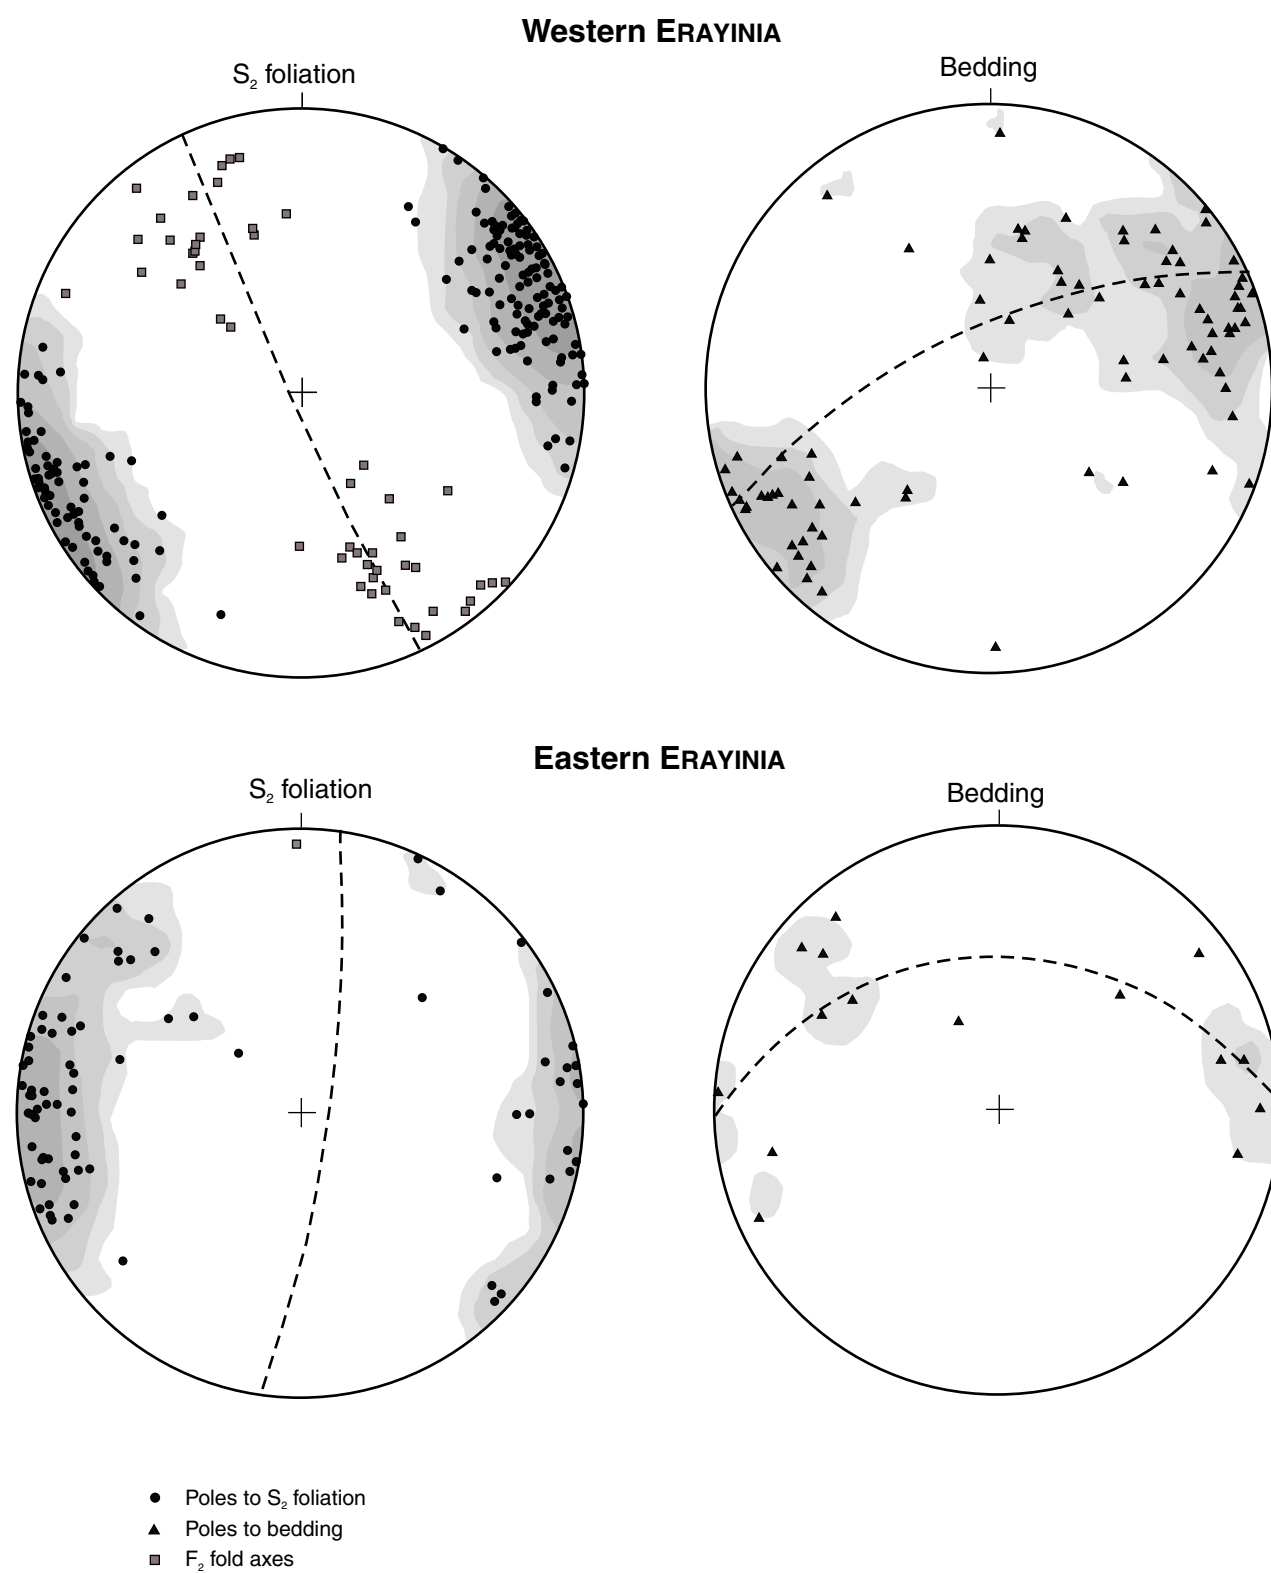 Western ERAYINIA
S₂ foliation
Bedding
Eastern ERAYINIA
S₂ foliation
Bedding
Poles to S₂ foliation
Poles to bedding
F₂ fold axes